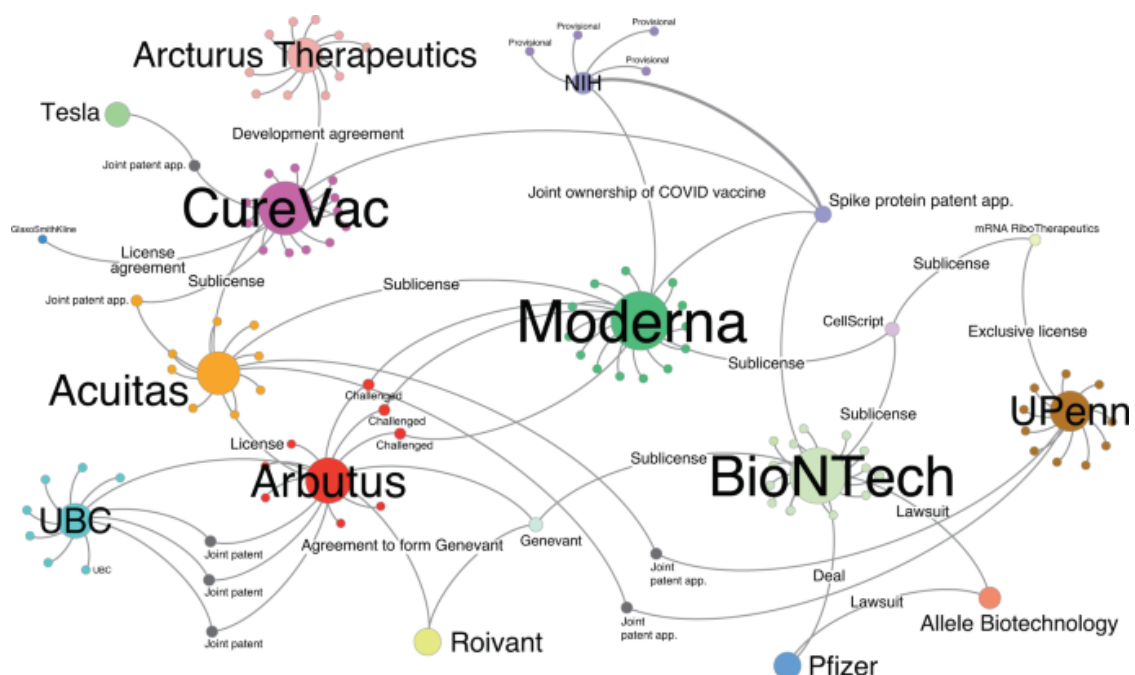 Provisional
Provisional
Arcturus Therapeutics
Provisional
Provisional
NIH
Tesla
Development agreement
Joint patent app.
Joint ownership of COVID vaccine
CureVac
Spike protein patent app.
GlaxoSmithKline
mRNA RiboTherapeutics
License
agreement
Sublicense
Sublicense
Sublicense
Joint patent app.
Moderna
CellScript
Exclusive license
Sublicense
Acuitas
Challenged
Sublicense
UPenn
Challenged
License
Challenged
Sublicense
BioNTech
Arbutus
Lawsuit
UBC
Genevant
Joint patent
Agreement to form Genevant
UBC
Joint
patent app.
Deal
Joint patent
Lawsuit
Joint
patent app.
Allele Biotechnology
Joint patent
Roivant
Pfizer